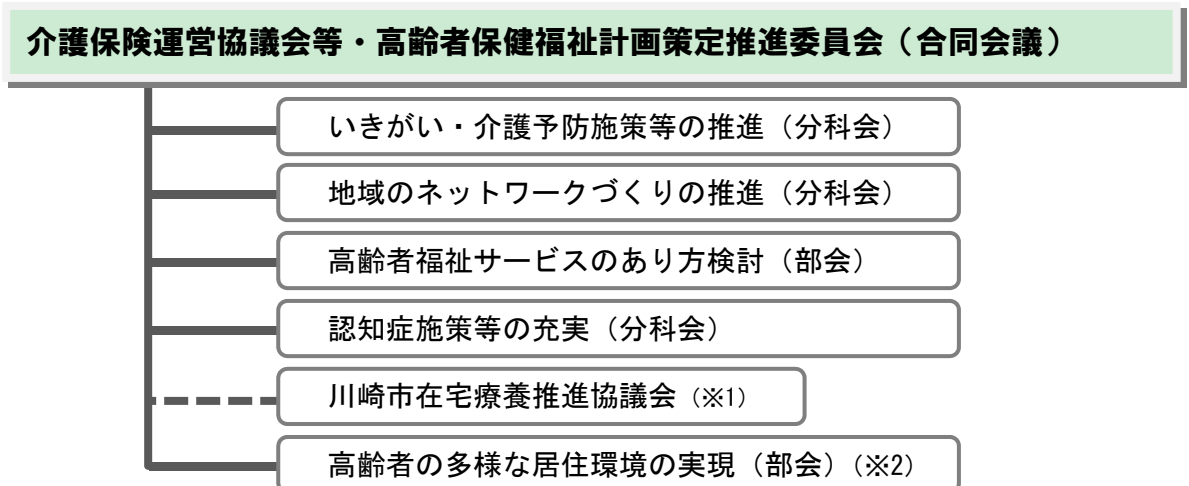 介護保険運営協議会等・高齢者保健福祉計画策定推進委員会（合同会議）
いきがい・介護予防施策等の推進（分科会）
地域のネットワークづくりの推進（分科会）
高齢者福祉サービスのあり方検討（部会）
認知症施策等の充実（分科会）
川崎市在宅療養推進協議会（※1）
高齢者の多様な居住環境の実現（部会）（※2）